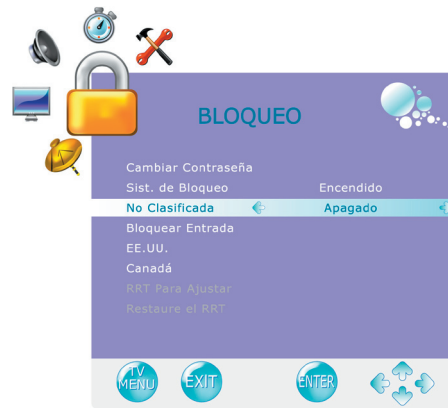 BLOQUEO
Cambiar Contraseña
Sist. de Bloqueo Encendido
No Clasificada Apagado
Bloquear Entrada
EE.UU.
Canadá
RRT Para Ajustar
Restaure el RRT
TV MENU EXIT ENTER